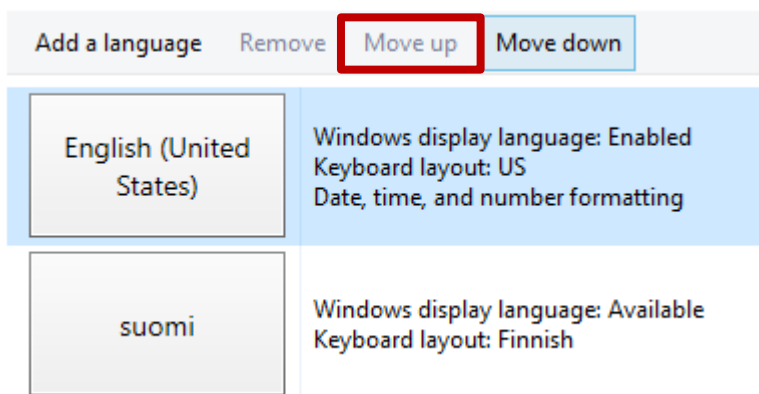 Add a language Remove Move up Move down
English (United
States)
Windows display language: Enabled
Keyboard layout: US
Date, time, and number formatting
suomi
Windows display language: Available
Keyboard layout: Finnish